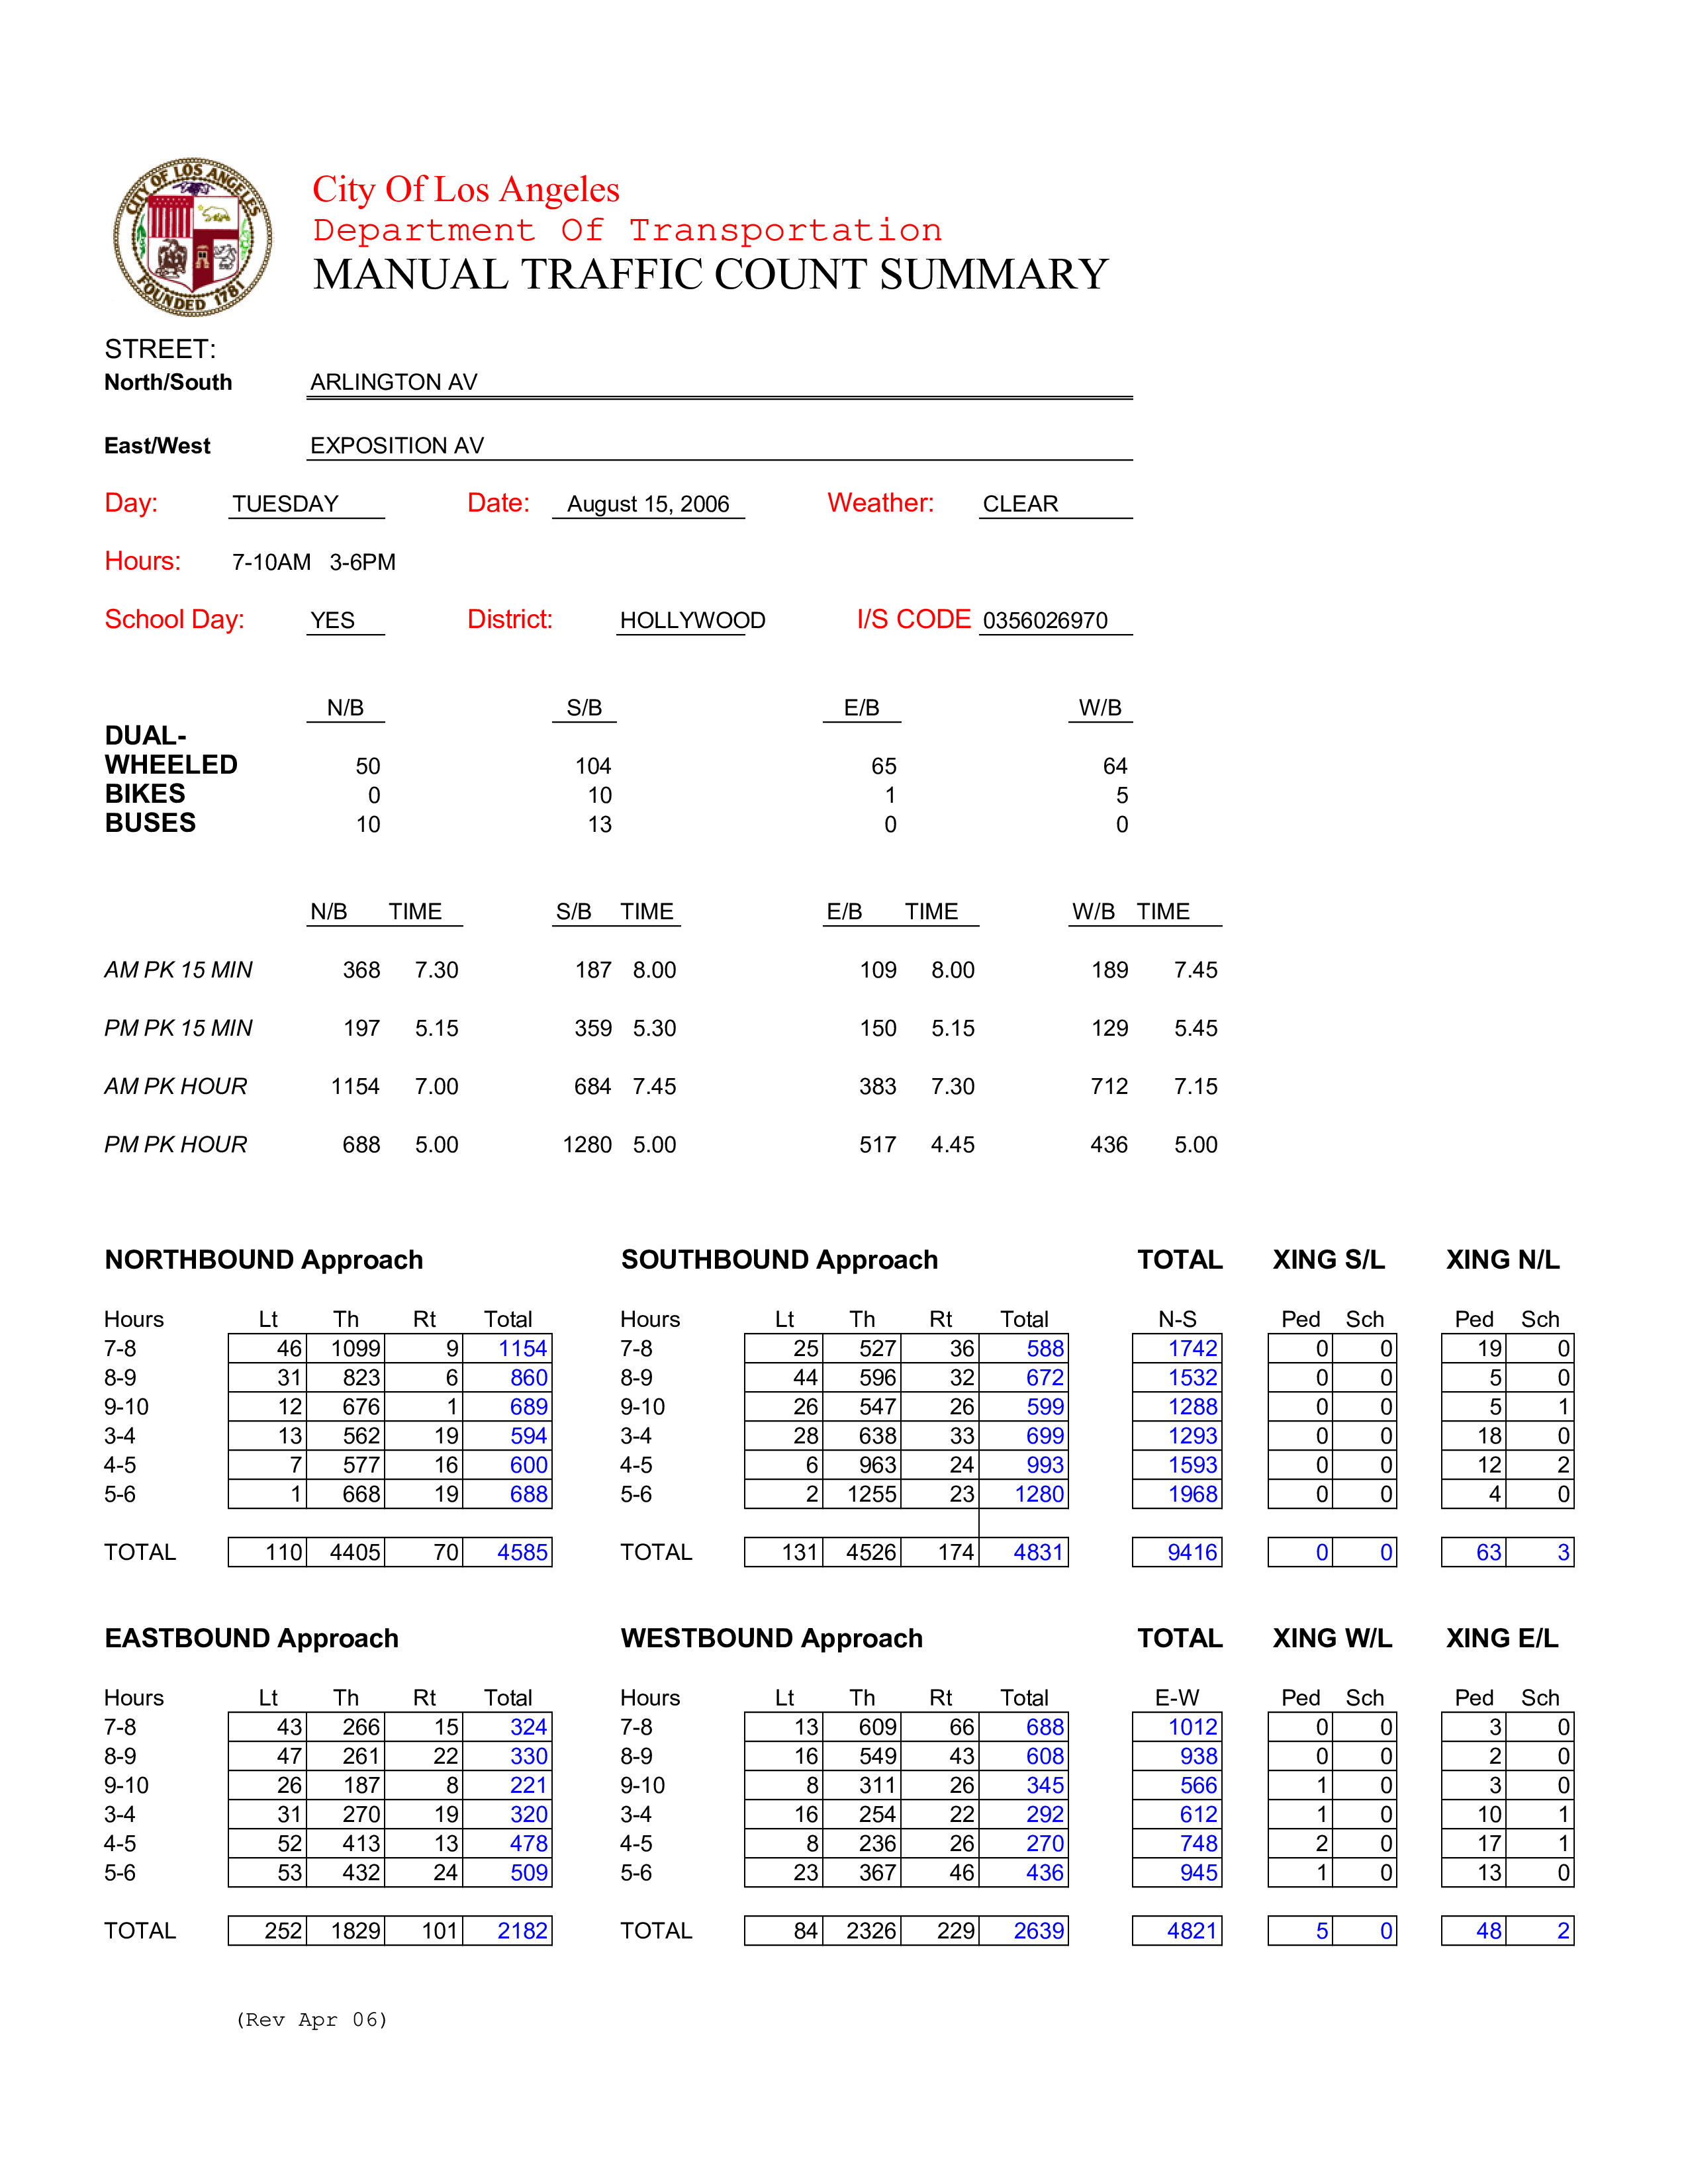 CITY OF LOS ANGELES
FOUNDED 1781
City Of Los Angeles
Department Of Transportation
MANUAL TRAFFIC COUNT SUMMARY
STREET:
North/South ARLINGTON AV
East/West EXPOSITION AV
Day: TUESDAY Date: August 15, 2006 Weather: CLEAR
Hours: 7-10AM 3-6PM
School Day: YES District: HOLLYWOOD I/S CODE 0356026970
N/B S/B E/B W/B
DUAL-
WHEELED 50 104 65 64
BIKES 0 10 1 5
BUSES 10 13 0 0
N/B TIME S/B TIME E/B TIME W/B TIME
AM PK 15 MIN 368 7.30 187 8.00 109 8.00 189 7.45
PM PK 15 MIN 197 5.15 359 5.30 150 5.15 129 5.45
AM PK HOUR 1154 7.00 684 7.45 383 7.30 712 7.15
PM PK HOUR 688 5.00 1280 5.00 517 4.45 436 5.00
NORTHBOUND Approach SOUTHBOUND Approach TOTAL XING S/L XING N/L
Hours Lt Th Rt Total Hours Lt Th Rt Total N-S Ped Sch Ped Sch
7-8 46 1099 9 1154 7-8 25 527 36 588 1742 0 0 19 0
8-9 31 823 6 860 8-9 44 596 32 672 1532 0 0 5 0
9-10 12 676 1 689 9-10 26 547 26 599 1288 0 0 5 1
3-4 13 562 19 594 3-4 28 638 33 699 1293 0 0 18 0
4-5 7 577 16 600 4-5 6 963 24 993 1593 0 0 12 2
5-6 1 668 19 688 5-6 2 1255 23 1280 1968 0 0 4 0
TOTAL 110 4405 70 4585 TOTAL 131 4526 174 4831 9416 0 0 63 3
EASTBOUND Approach WESTBOUND Approach TOTAL XING W/L XING E/L
Hours Lt Th Rt Total Hours Lt Th Rt Total E-W Ped Sch Ped Sch
7-8 43 266 15 324 7-8 13 609 66 688 1012 0 0 3 0
8-9 47 261 22 330 8-9 16 549 43 608 938 0 0 2 0
9-10 26 187 8 221 9-10 8 311 26 345 566 1 0 3 0
3-4 31 270 19 320 3-4 16 254 22 292 612 1 0 10 1
4-5 52 413 13 478 4-5 8 236 26 270 748 2 0 17 1
5-6 53 432 24 509 5-6 23 367 46 436 945 1 0 13 0
TOTAL 252 1829 101 2182 TOTAL 84 2326 229 2639 4821 5 0 48 2
(Rev Apr 06)